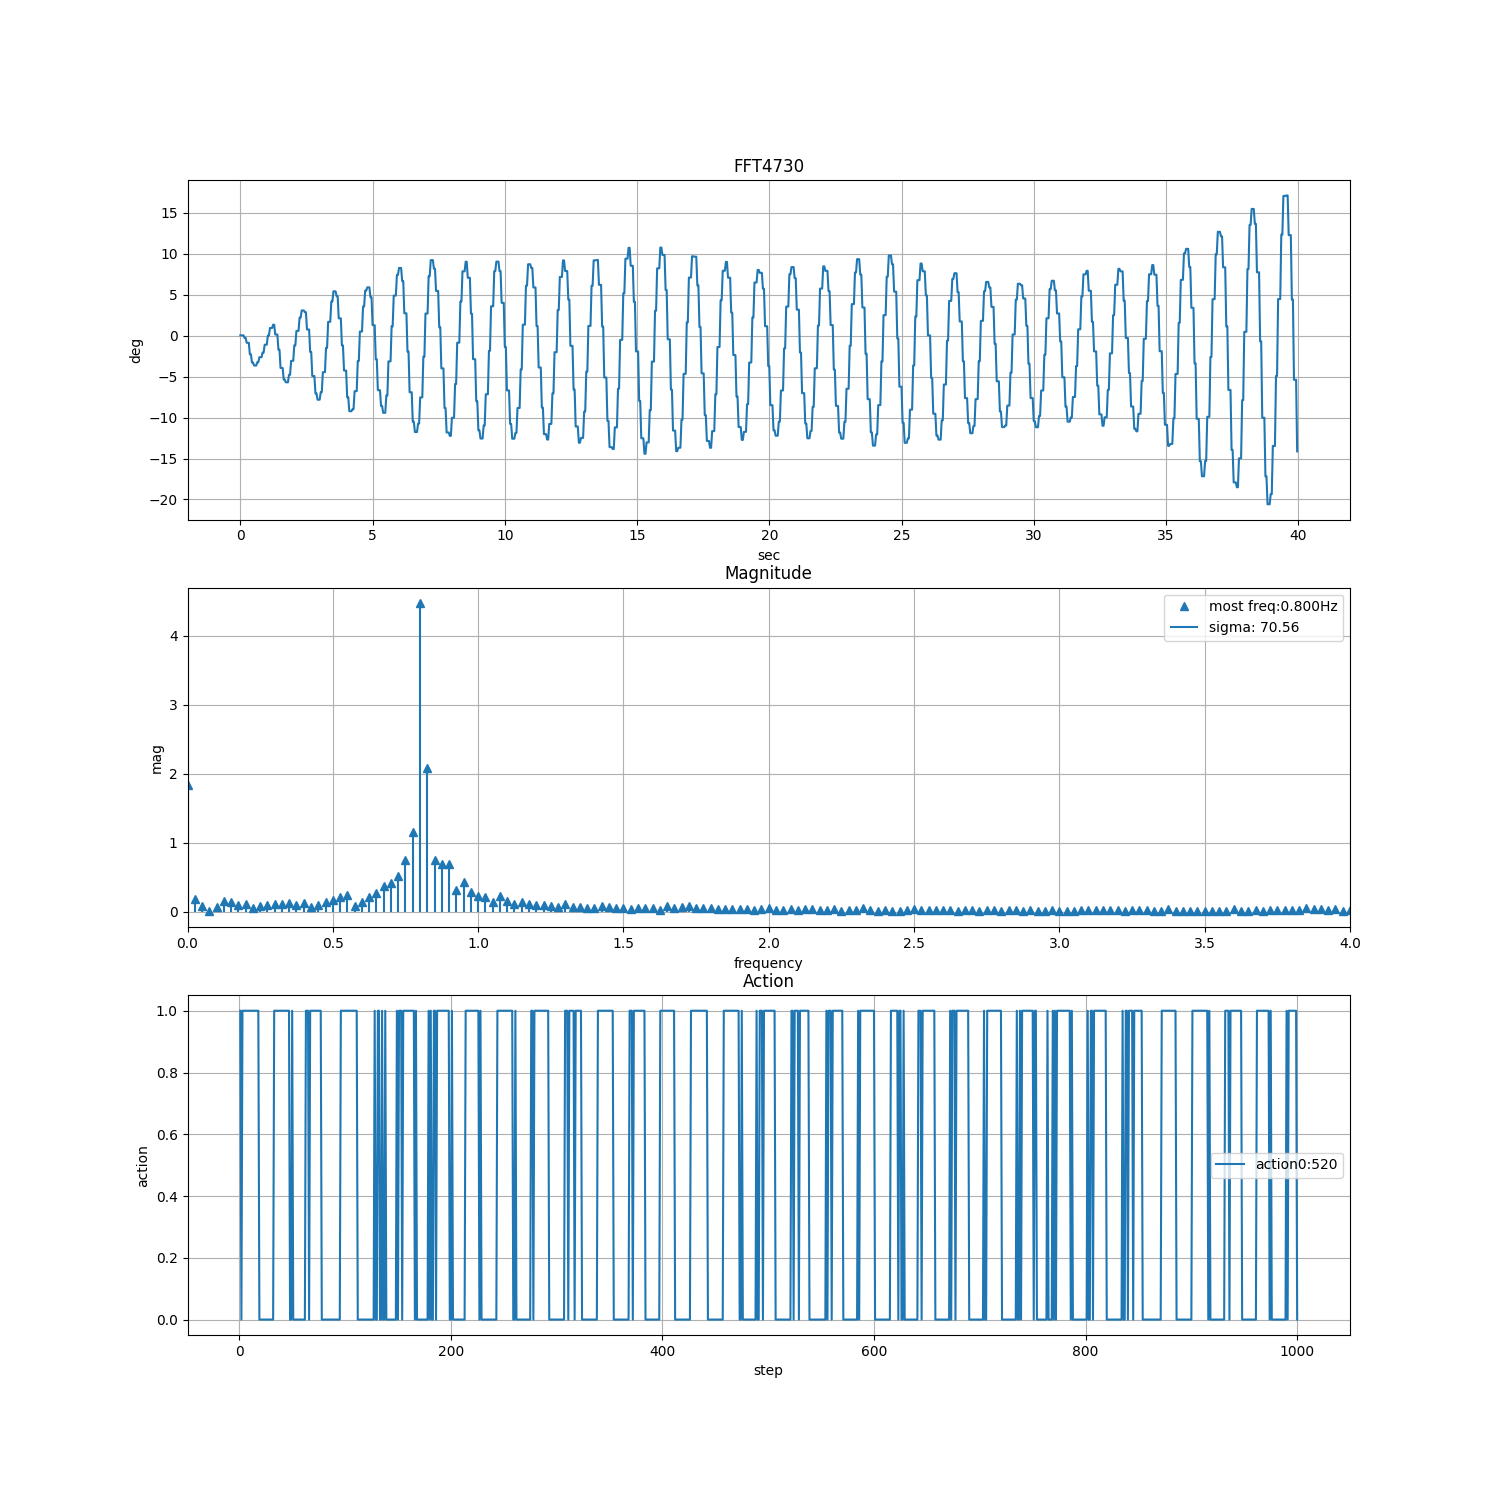 FFT4730
15
10
5
0
−5
−10
−15
−20
deg
0 5 10 15 20 25 30 35 40
sec
Magnitude
most freq:0.800Hz
sigma: 70.56
4
3
2
1
0
mag
0.0 0.5 1.0 1.5 2.0 2.5 3.0 3.5 4.0
frequency
Action
1.0
0.8
0.6
0.4
0.2
0.0
action
action0:520
0 200 400 600 800 1000
step